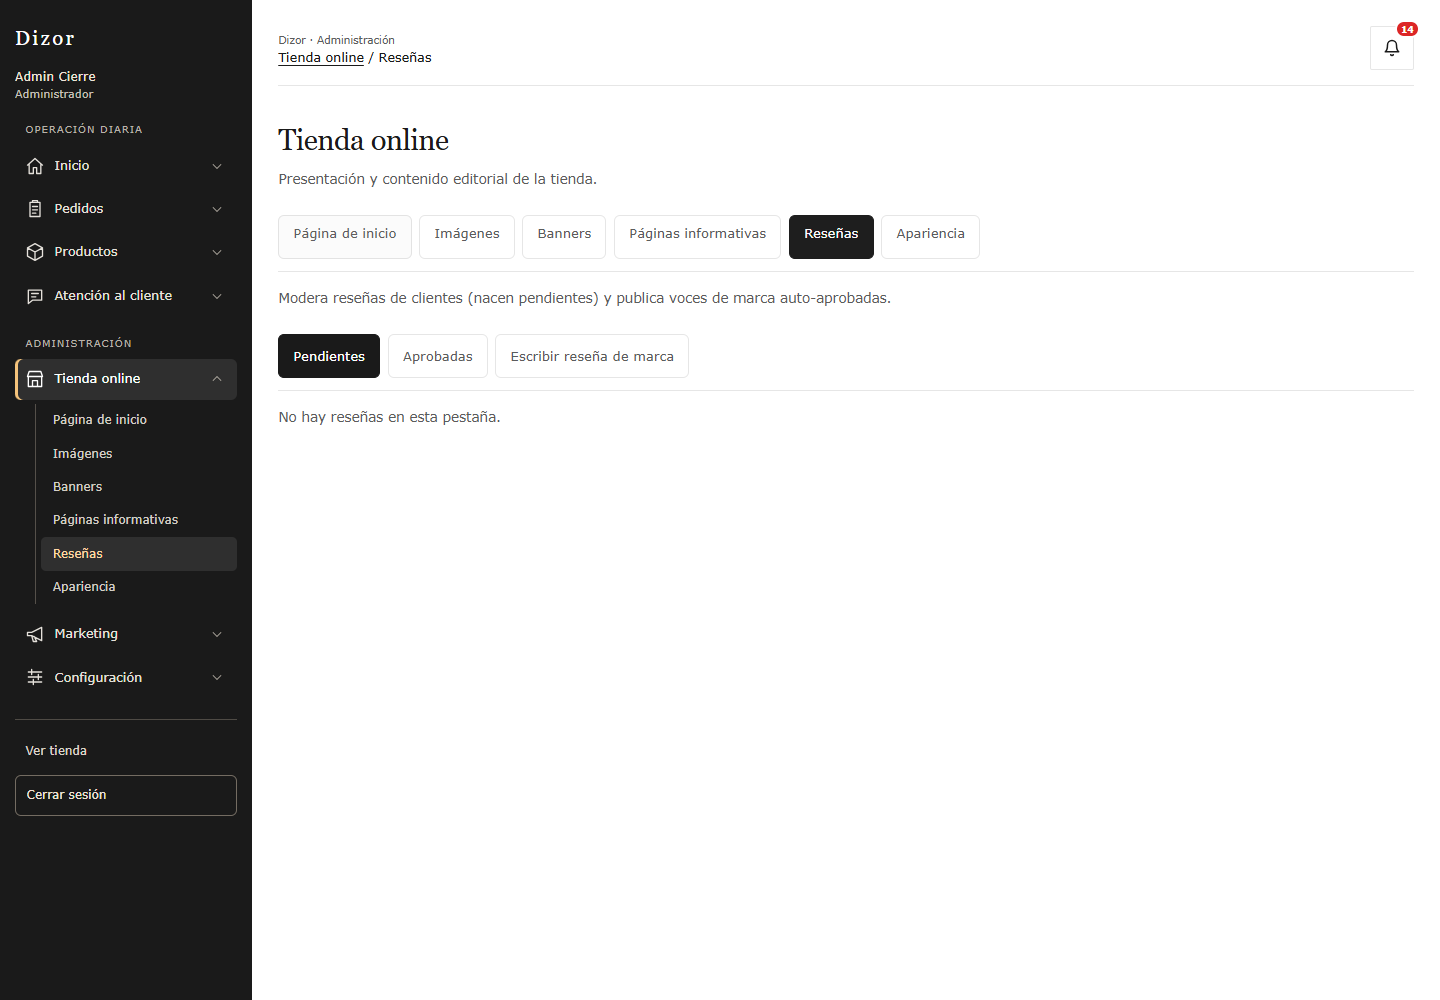 Dizor
Admin Cierre
Administrador
OPERACIÓN DIARIA
Inicio
Pedidos
Productos
Atención al cliente
ADMINISTRACIÓN
Tienda online
Página de inicio
Imágenes
Banners
Páginas informativas
Reseñas
Apariencia
Marketing
Configuración
Ver tienda
Cerrar sesión
Dizor · Administración
Tienda online / Reseñas
14
Tienda online
Presentación y contenido editorial de la tienda.
Página de inicio Imágenes Banners Páginas informativas Reseñas Apariencia
Modera reseñas de clientes (nacen pendientes) y publica voces de marca auto-aprobadas.
Pendientes Aprobadas Escribir reseña de marca
No hay reseñas en esta pestaña.